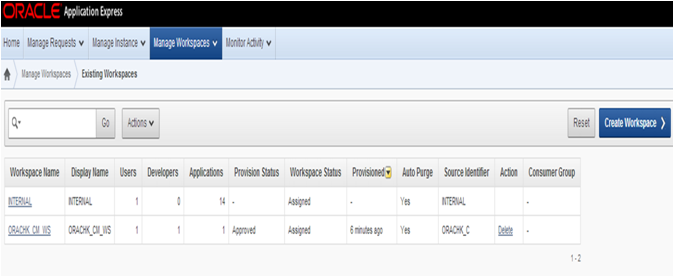 ORACLE Application Express
Home Manage Requests Manage Instance Manage Workspaces Monitor Activity
Manage Workspaces Existing Workspaces
Go Actions Reset Create Workspace
Workspace Name Display Name Users Developers Applications Provision Status Workspace Status Provisioned Auto Purge Source Identifier Action Consumer Group
INTERNAL INTERNAL 1 0 14 - Assigned - Yes INTERNAL -
ORACHK_CM_WS ORACHK_CM_WS 1 1 1 Approved Assigned 6 minutes ago Yes ORACHK_C Delete -
1 - 2